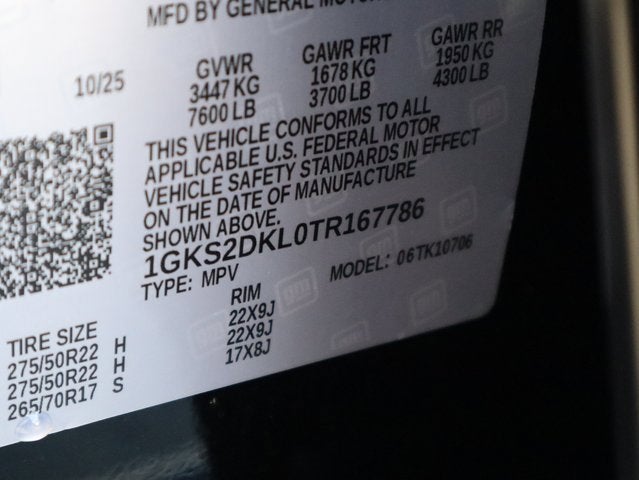 MFD BY GENERAL MOTOR
10/25 GVWR GAWR FRT GAWR RR
3447 KG 1678 KG 1950 KG
7600 LB 3700 LB 4300 LB
THIS VEHICLE CONFORMS TO ALL
APPLICABLE U.S. FEDERAL MOTOR
VEHICLE SAFETY STANDARDS IN EFFECT
ON THE DATE OF MANUFACTURE
SHOWN ABOVE.
1GKS2DKL0TR167786
TYPE: MPV MODEL: 06TK10706
TIRE SIZE RIM
275/50R22 H 22X9J
275/50R22 H 22X9J
265/70R17 S 17X8J